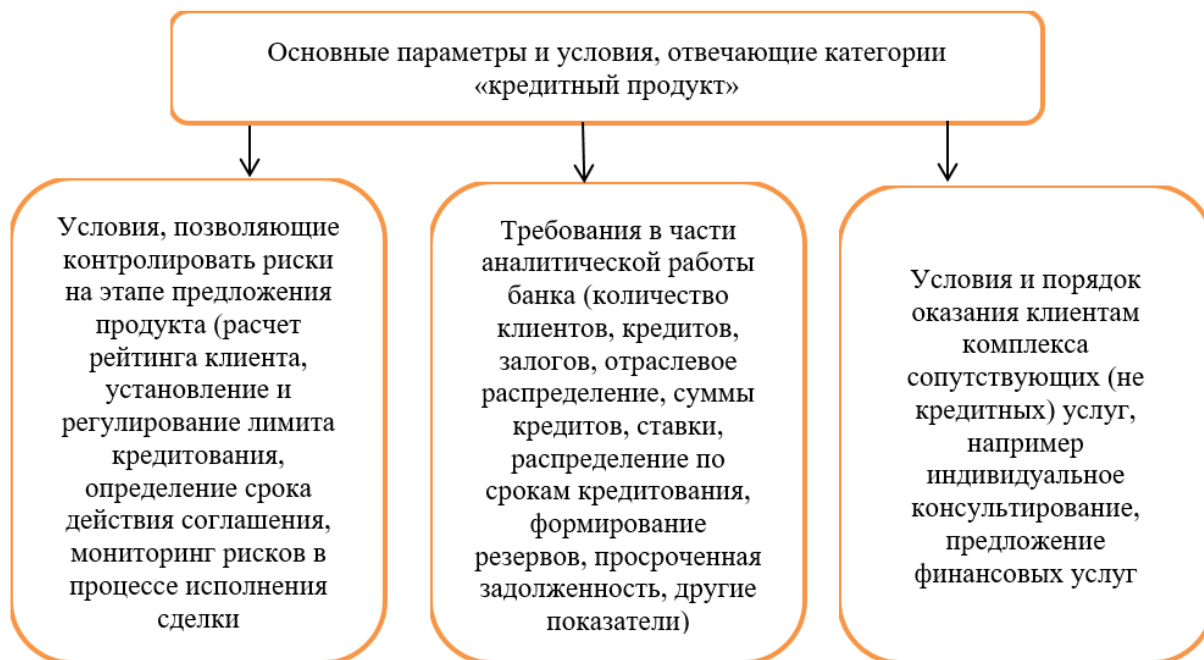 Основные параметры и условия, отвечающие категории
«кредитный продукт»
Условия, позволяющие
контролировать риски
на этапе предложения
продукта (расчет
рейтинга клиента,
установление и
регулирование лимита
кредитования,
определение срока
действия соглашения,
мониторинг рисков в
процессе исполнения
сделки
Требования в части
аналитической работы
банка (количество
клиентов, кредитов,
залогов, отраслевое
распределение, суммы
кредитов, ставки,
распределение по
срокам кредитования,
формирование
резервов, просроченная
задолженность, другие
показатели)
Условия и порядок
оказания клиентам
комплекса
сопутствующих (не
кредитных) услуг,
например
индивидуальное
консультирование,
предложение
финансовых услуг